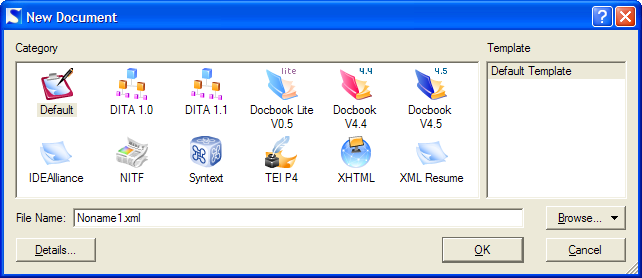 New Document
Category
Template
lite
4.4
4.5
Default
DITA 1.0
DITA 1.1
Docbook Lite
V0.5
Docbook
V4.4
Docbook
V4.5
Default Template
IDEAlliance
NITF
Syntext
TEI P4
XHTML
XML Resume
File Name:
Noname1.xml
Browse...
Details...
OK
Cancel